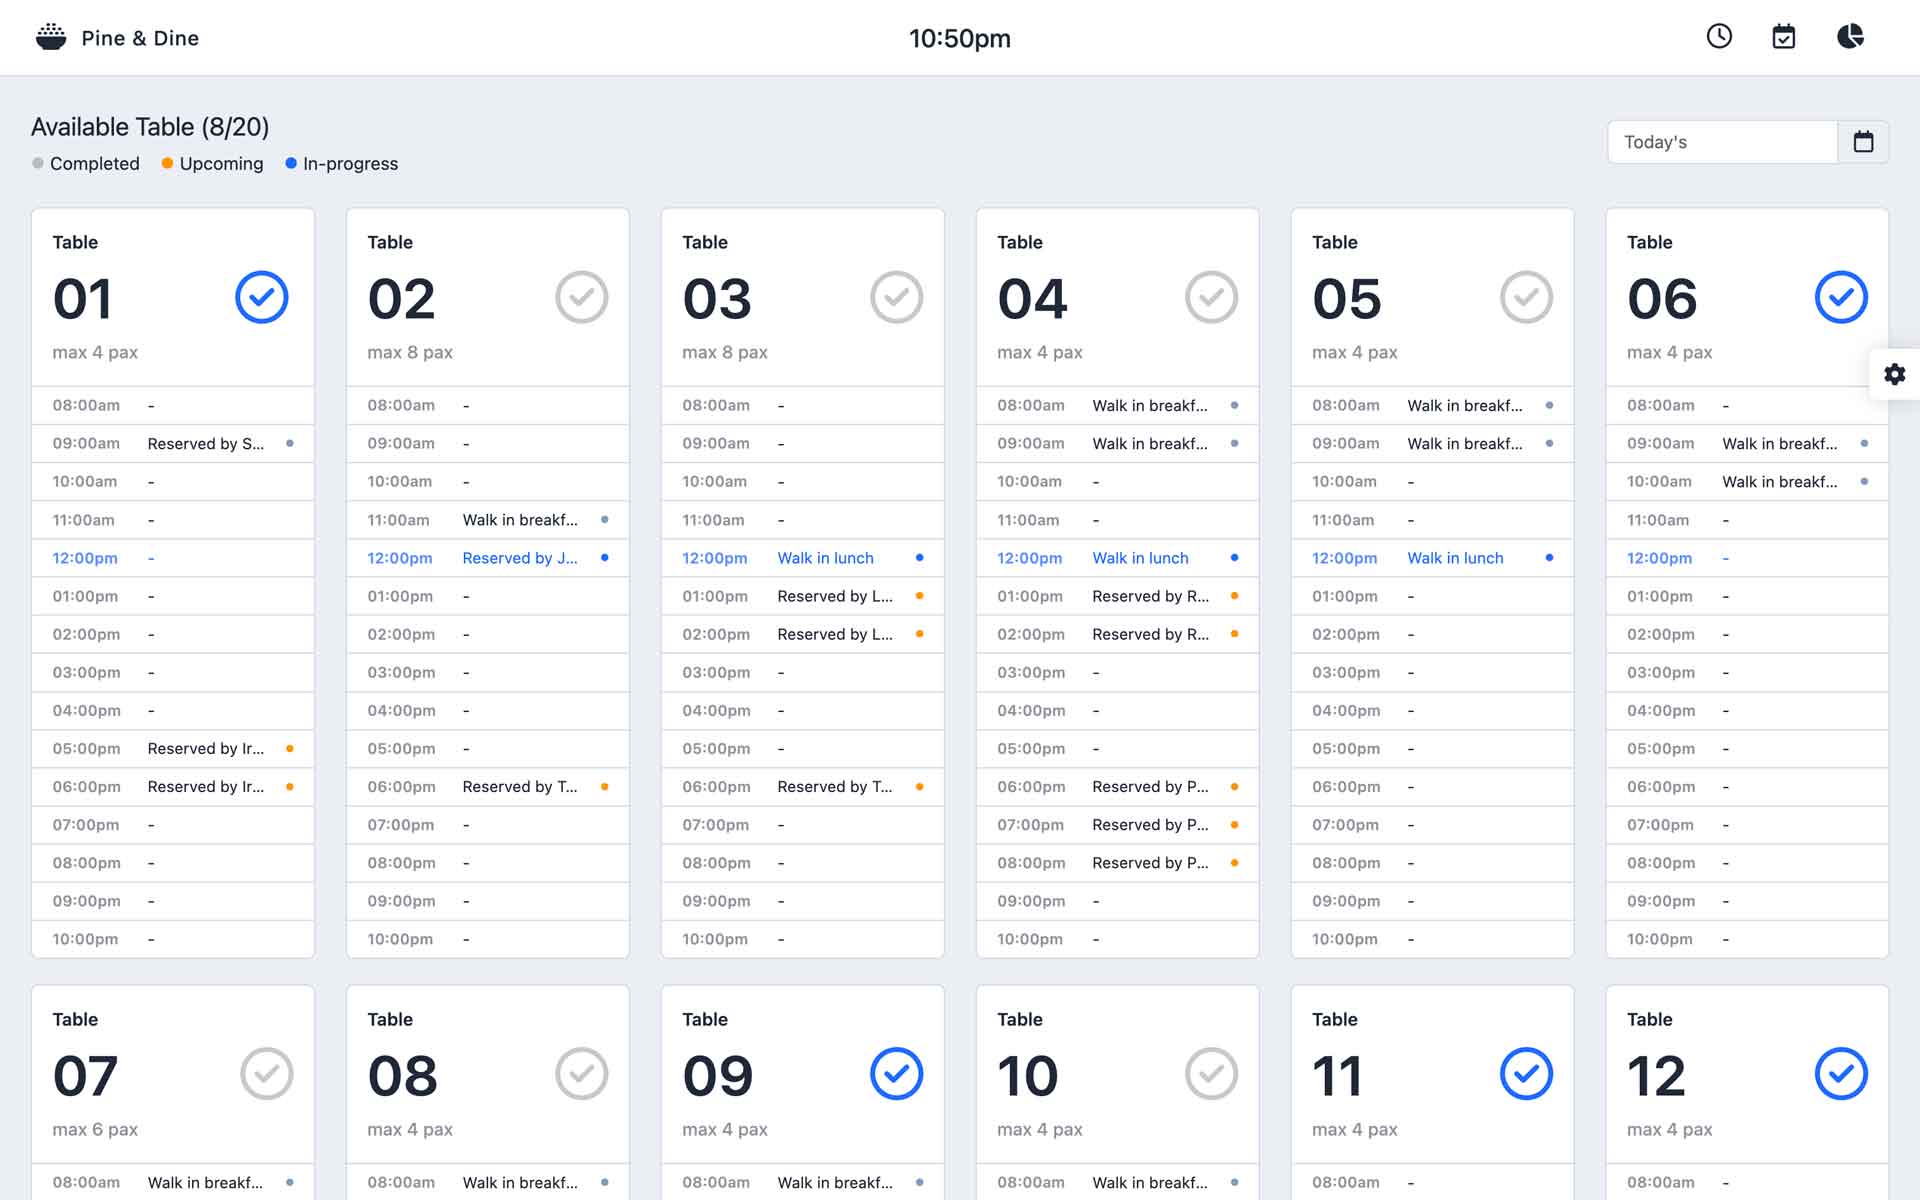 Pine & Dine
10:50pm
Available Table (8/20)
Completed Upcoming In-progress
Today's
Table
01
max 4 pax
08:00am -
09:00am Reserved by S...
10:00am -
11:00am -
12:00pm -
01:00pm -
02:00pm -
03:00pm -
04:00pm -
05:00pm Reserved by Ir...
06:00pm Reserved by Ir...
07:00pm -
08:00pm -
09:00pm -
10:00pm -
Table
02
max 8 pax
08:00am -
09:00am -
10:00am -
11:00am Walk in breakf...
12:00pm Reserved by J...
01:00pm -
02:00pm -
03:00pm -
04:00pm -
05:00pm -
06:00pm Reserved by T...
07:00pm -
08:00pm -
09:00pm -
10:00pm -
Table
03
max 8 pax
08:00am -
09:00am -
10:00am -
11:00am -
12:00pm Walk in lunch
01:00pm Reserved by L...
02:00pm Reserved by L...
03:00pm -
04:00pm -
05:00pm -
06:00pm Reserved by T...
07:00pm -
08:00pm -
09:00pm -
10:00pm -
Table
04
max 4 pax
08:00am Walk in breakf...
09:00am Walk in breakf...
10:00am -
11:00am -
12:00pm Walk in lunch
01:00pm Reserved by R...
02:00pm Reserved by R...
03:00pm -
04:00pm -
05:00pm -
06:00pm Reserved by P...
07:00pm Reserved by P...
08:00pm Reserved by P...
09:00pm -
10:00pm -
Table
05
max 4 pax
08:00am Walk in breakf...
09:00am Walk in breakf...
10:00am -
11:00am -
12:00pm Walk in lunch
01:00pm -
02:00pm -
03:00pm -
04:00pm -
05:00pm -
06:00pm -
07:00pm -
08:00pm -
09:00pm -
10:00pm -
Table
06
max 4 pax
08:00am -
09:00am Walk in breakf...
10:00am Walk in breakf...
11:00am -
12:00pm -
01:00pm -
02:00pm -
03:00pm -
04:00pm -
05:00pm -
06:00pm -
07:00pm -
08:00pm -
09:00pm -
10:00pm -
Table
07
max 6 pax
08:00am Walk in breakf...
Table
08
max 4 pax
08:00am Walk in breakf...
Table
09
max 4 pax
08:00am Walk in breakf...
Table
10
max 4 pax
08:00am Walk in breakf...
Table
11
max 4 pax
08:00am -
Table
12
max 4 pax
08:00am -